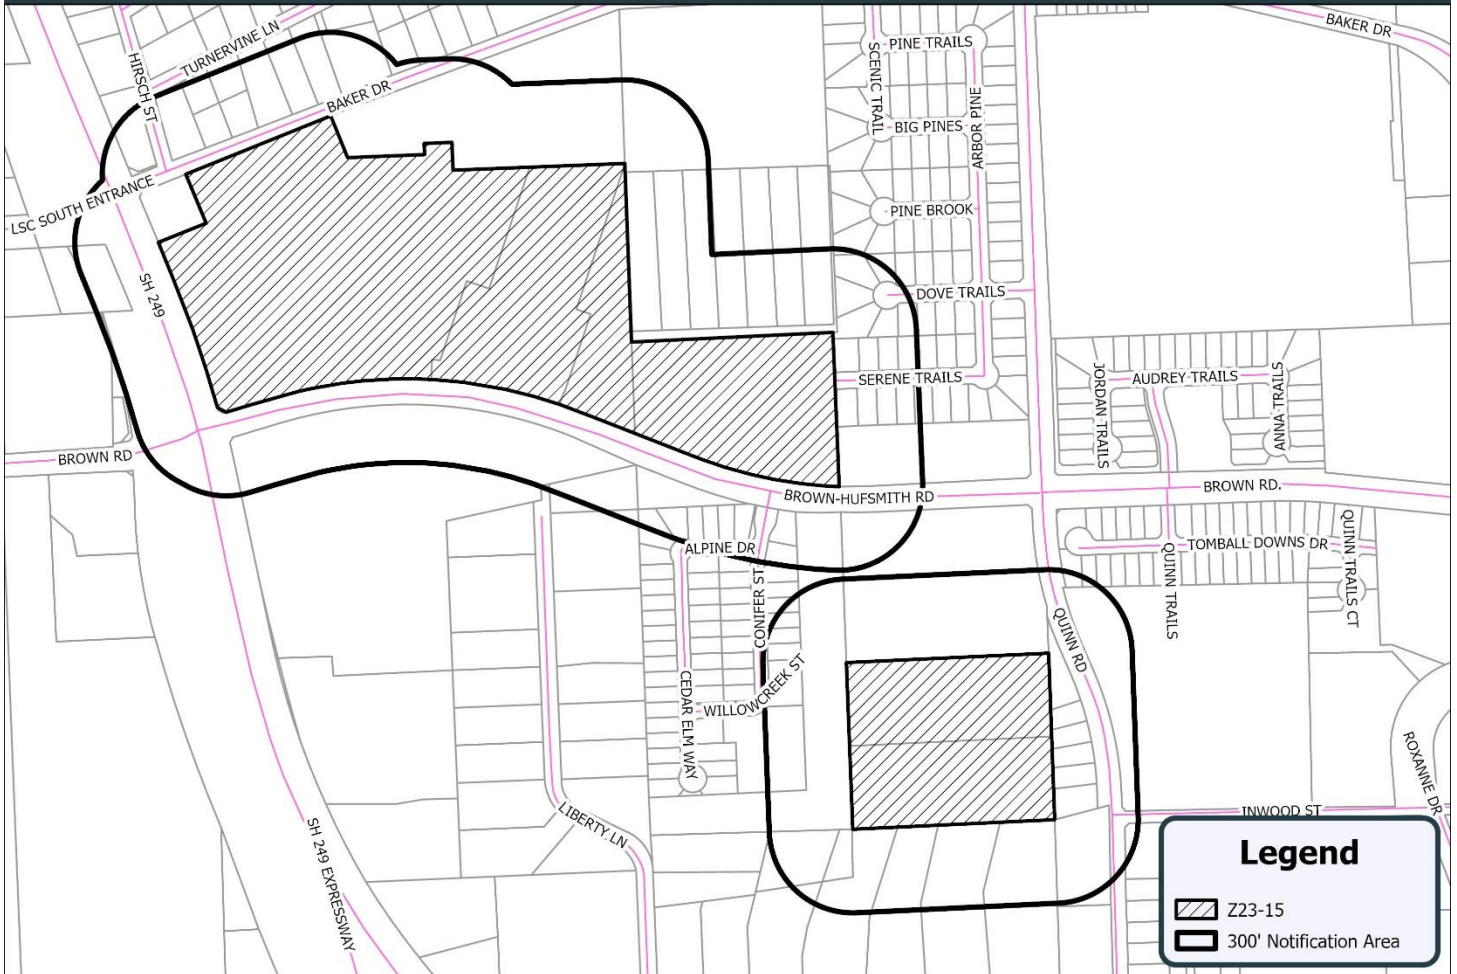 BAKER DR
TURNERVINE LN
PINE TRAILS
HIRSCH ST
SCENIC TRAIL
BAKER DR
ARBOR PINE
BIG PINES
LSC SOUTH ENTRANCE
PINE BROOK
SH 249
DOVE TRAILS
SERENE TRAILS
JORDAN TRAILS
AUDREY TRAILS
ANNA TRAILS
BROWN RD
BROWN-HUFSMITH RD
BROWN RD.
ALPINE DR
TOMBALL DOWNS DR
QUINN TRAILS
QUINN TRAILS CT
CONIFER ST
QUINN RD
CEDAR ELM WAY
WILLOWCREEK ST
ROXANNE DR
LIBERTY LN
INWOOD ST
SH 249 EXPRESSWAY
Legend
Z23-15
300' Notification Area